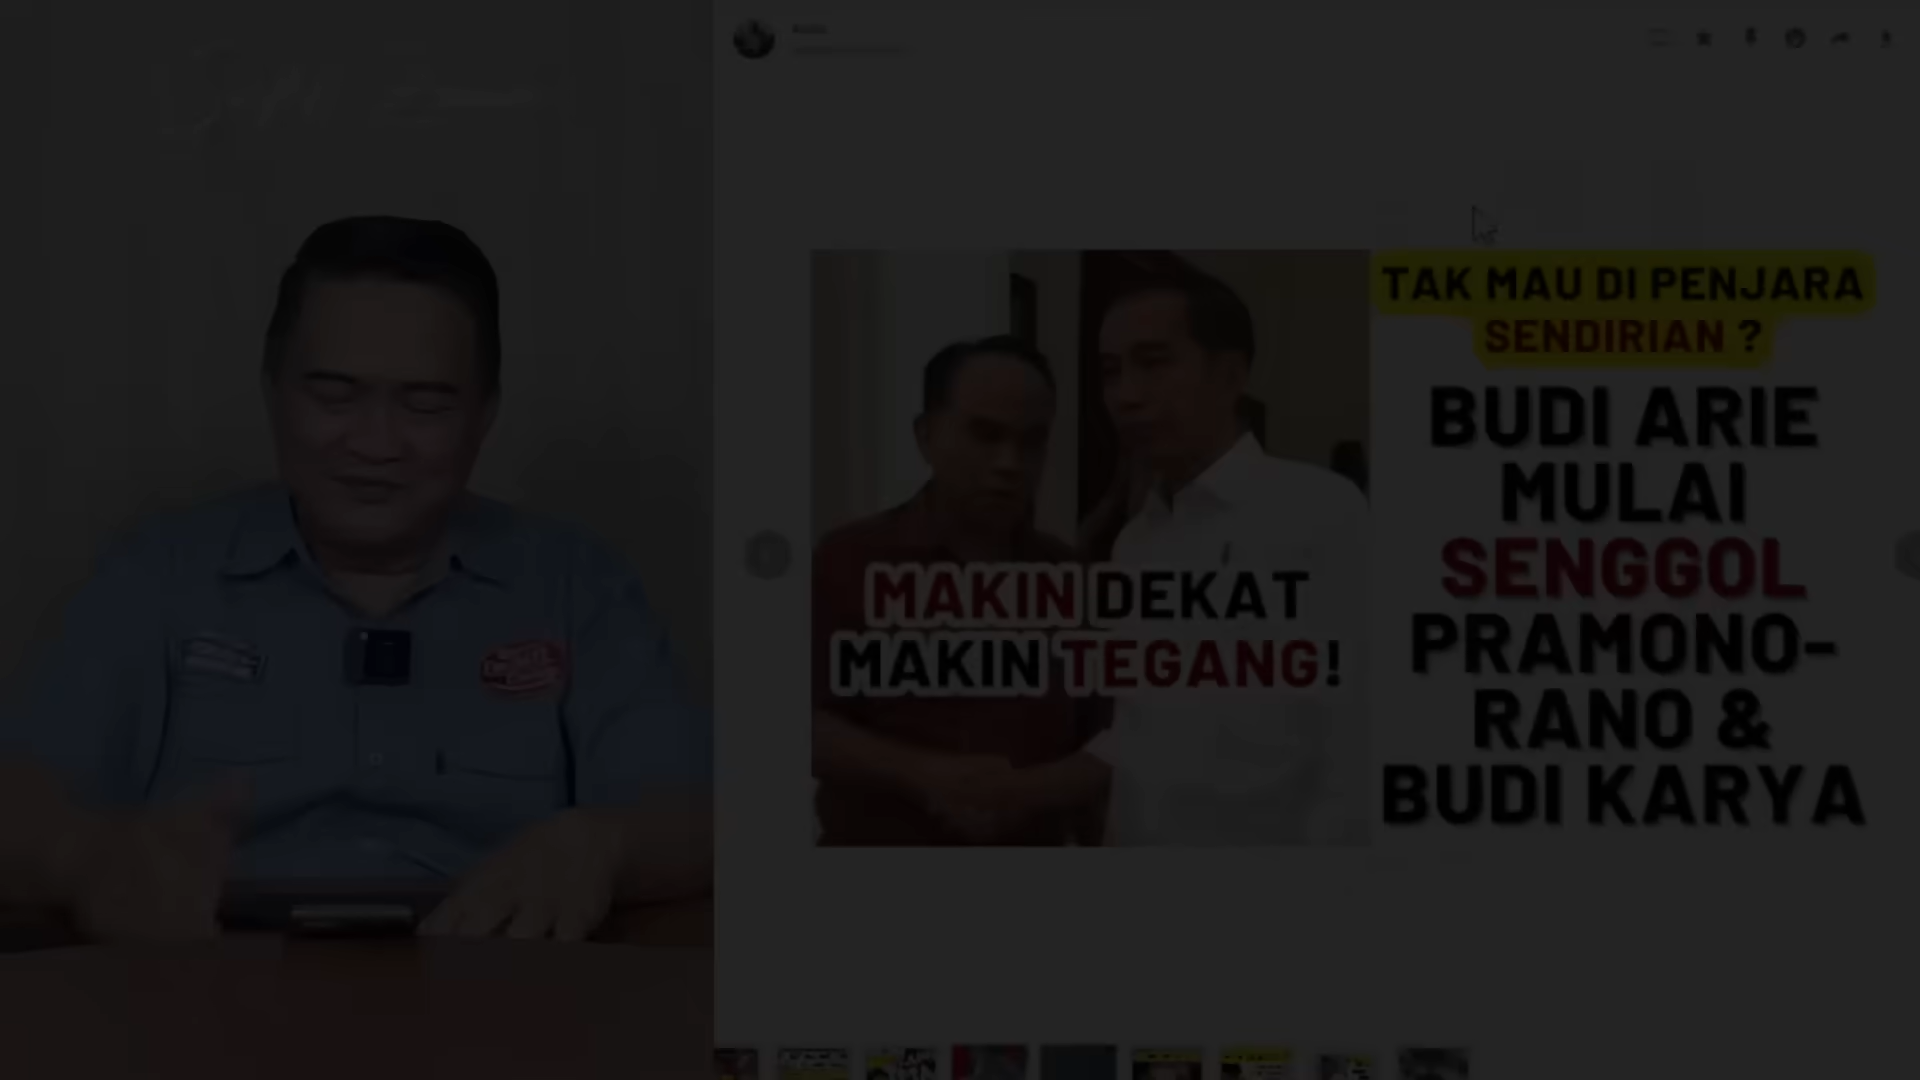 TAK MAU DI PENJARA
SENDIRIAN ?
BUDI ARIE
MULAI
SENGGOL
PRAMONO-
RANO &
BUDI KARYA
MAKIN DEKAT
MAKIN TEGANG!